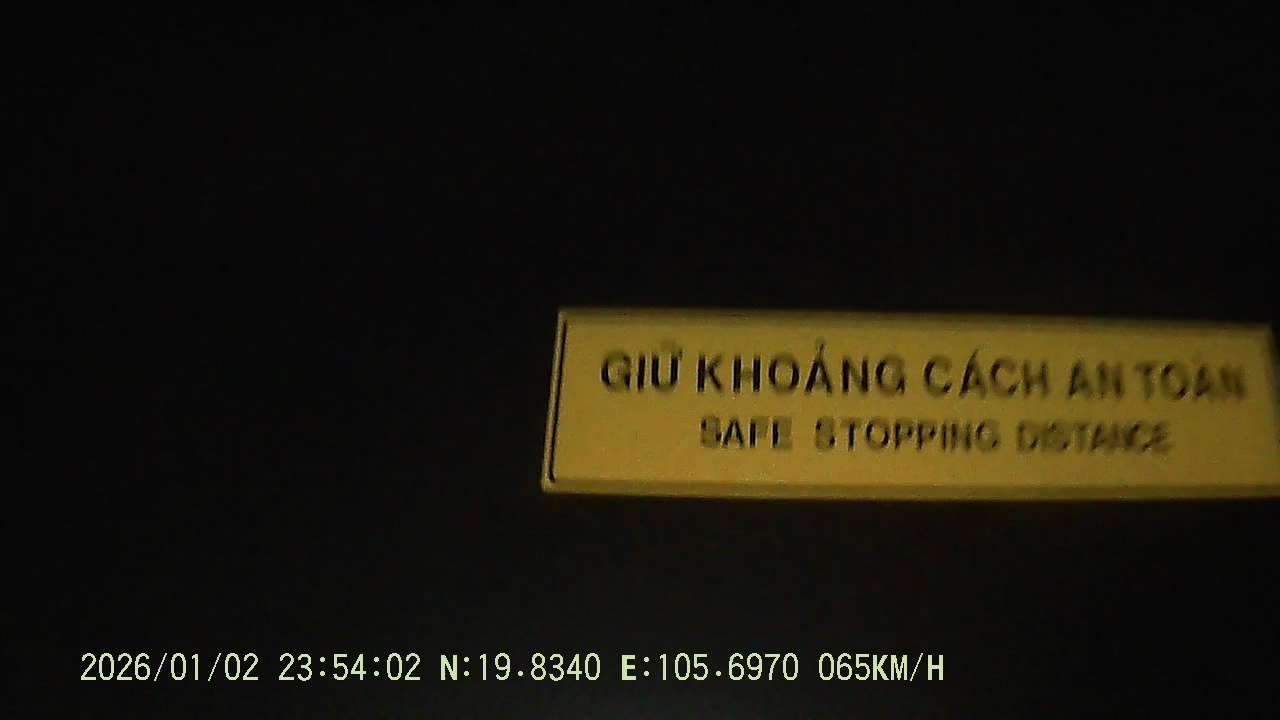 GIỮ KHOẢNG CÁCH AN TOÀN
SAFE STOPPING DISTANCE
2026/01/02 23:54:02 N:19.8340 E:105.6970 065KM/H